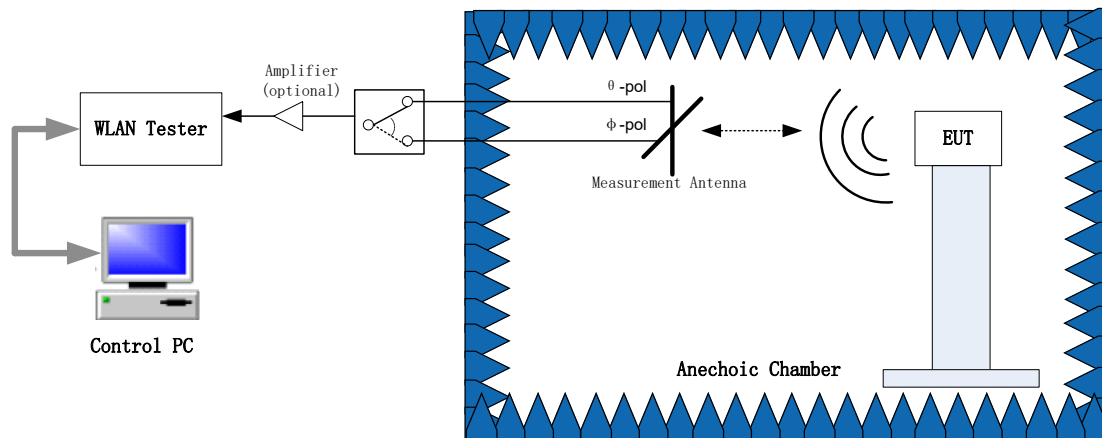 Amplifier
(optional)
WLAN Tester
θ-pol
ϕ-pol
Measurement Antenna
EUT
Control PC
Anechoic Chamber